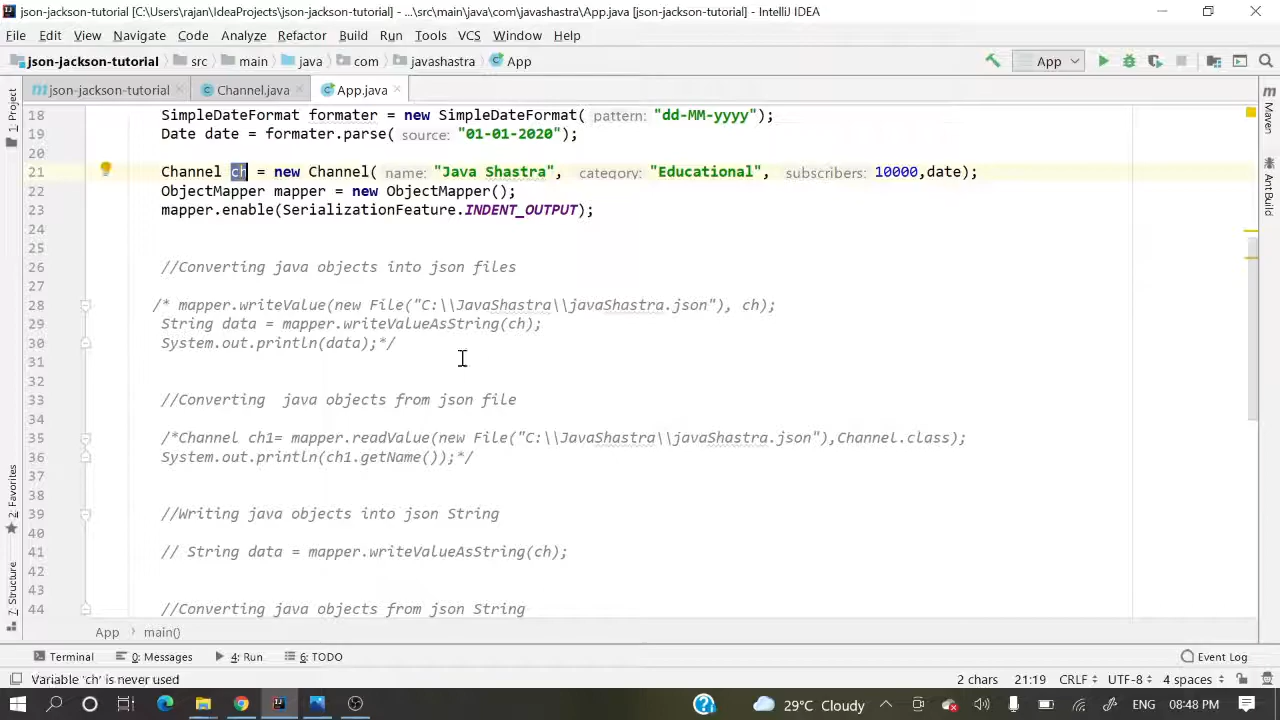 json-jackson-tutorial [C:\Users\rajan\IdeaProjects\json-jackson-tutorial] - ...\src\main\java\com\javashastra\App.java [json-jackson-tutorial] - IntelliJ IDEA
File Edit View Navigate Code Analyze Refactor Build Run Tools VCS Window Help
json-jackson-tutorial src main java com javashastra App App
json-jackson-tutorial Channel.java App.java
1: Project
2: Favorites
7: Structure
Maven
Ant Build
18 SimpleDateFormat formater = new SimpleDateFormat( pattern: "dd-MM-yyyy");
19 Date date = formater.parse( source: "01-01-2020");
20
21 Channel ch = new Channel( name: "Java Shastra", category: "Educational", subscribers: 10000,date);
22 ObjectMapper mapper = new ObjectMapper();
23 mapper.enable(SerializationFeature.INDENT_OUTPUT);
24
25
26 //Converting java objects into json files
27
28 /* mapper.writeValue(new File("C:\\JavaShastra\\javaShastra.json"), ch);
29 String data = mapper.writeValueAsString(ch);
30 System.out.println(data);*/
31
32
33 //Converting  java objects from json file
34
35 /*Channel ch1= mapper.readValue(new File("C:\\JavaShastra\\javaShastra.json"),Channel.class);
36 System.out.println(ch1.getName());*/
37
38
39 //Writing java objects into json String
40
41 // String data = mapper.writeValueAsString(ch);
42
43
44 //Converting java objects from json String
App main()
Terminal 0: Messages 4: Run 6: TODO Event Log
Variable 'ch' is never used 2 chars 21:19 CRLF UTF-8 4 spaces
29°C Cloudy ENG 08:48 PM